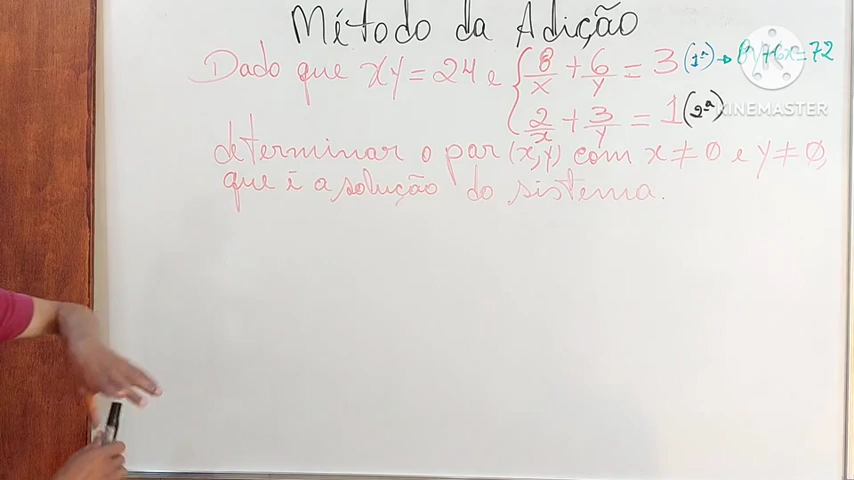 Método da Adição
Dado que xy = 24 e { 8/x + 6/y = 3 (1ª) → 8y+6x=72
2/x + 3/y = 1 (2ª)
KINEMASTER
determinar o par (x,y) com x ≠ 0 e y ≠ 0,
que é a solução do sistema.